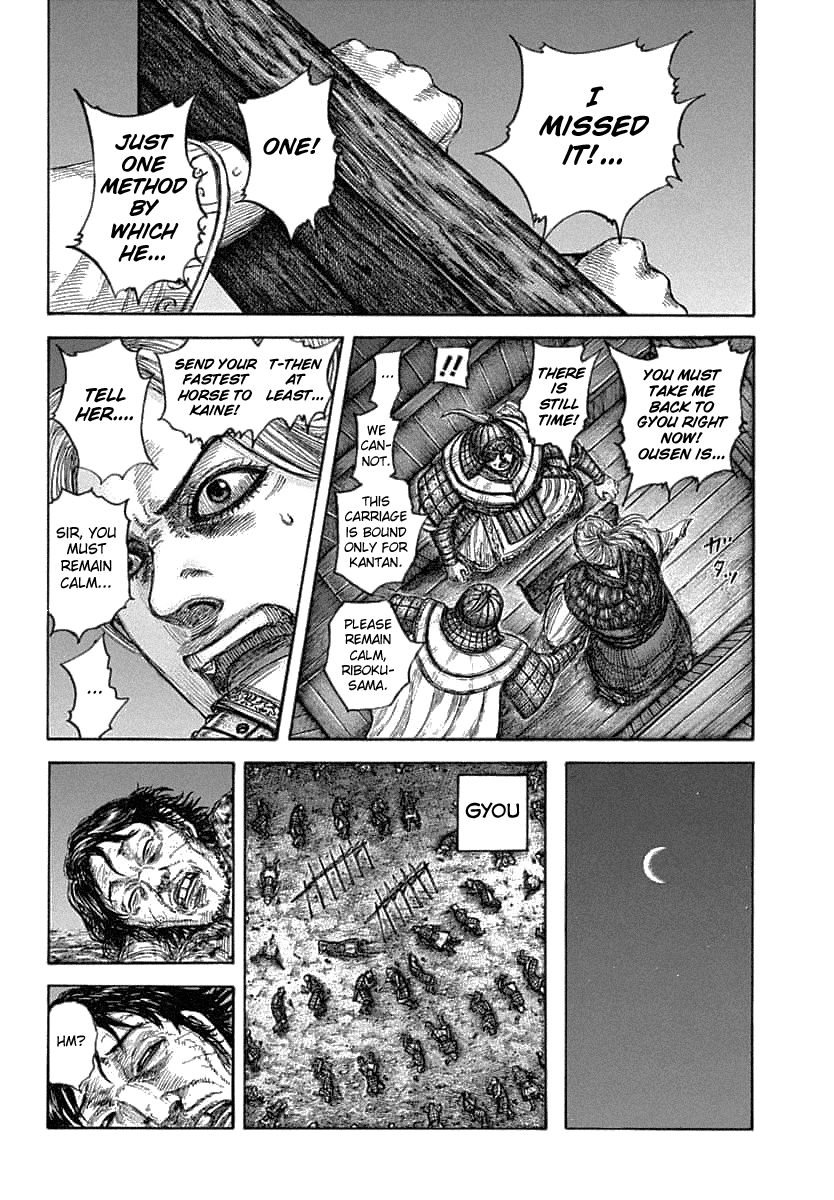 I
MISSED
IT!...
ONE!
JUST
ONE
METHOD
BY
WHICH
HE...
YOU MUST
TAKE ME
BACK TO
GYOU RIGHT
NOW!
OUSEN IS...
THERE
IS
STILL
TIME!
!!
...
WE
CAN-
NOT.
THIS
CARRIAGE
IS BOUND
ONLY FOR
KANTAN.
PLEASE
REMAIN
CALM,
RIBOKU-
SAMA.
ガタッ
T-THEN
AT
LEAST...
SEND YOUR
FASTEST
HORSE TO
KAINE!
TELL
HER....
SIR, YOU
MUST
REMAIN
CALM...
...
GYOU
HM?